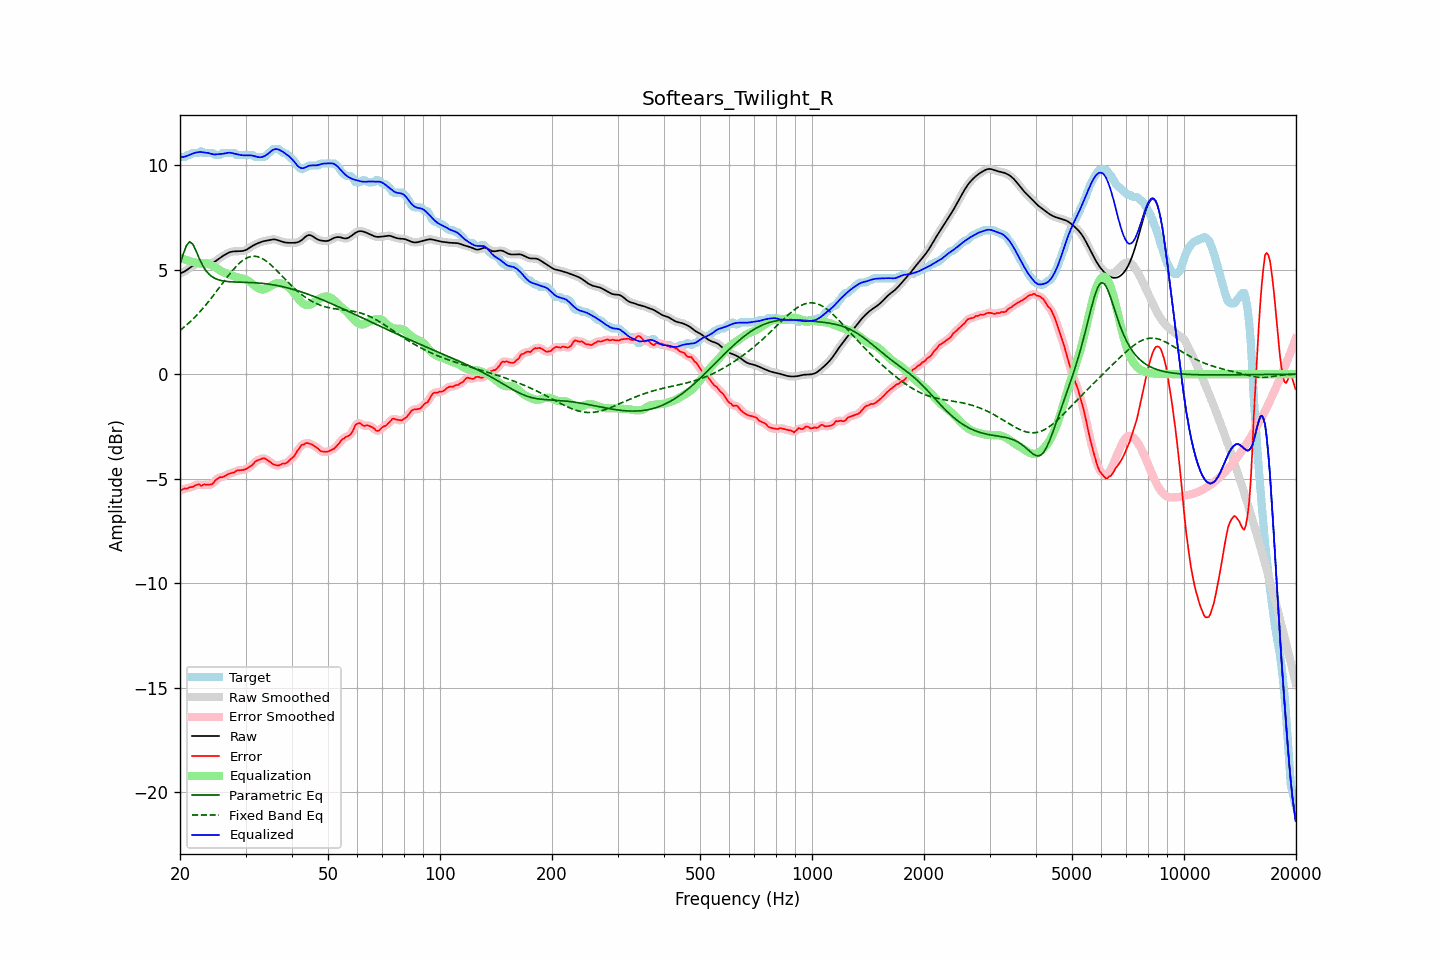 Softears_Twilight_R
Amplitude (dBr)
10
5
0
−5
−10
−15
−20
Target
Raw Smoothed
Error Smoothed
Raw
Error
Equalization
Parametric Eq
Fixed Band Eq
Equalized
20 50 100 200 500 1000 2000 5000 10000 20000
Frequency (Hz)